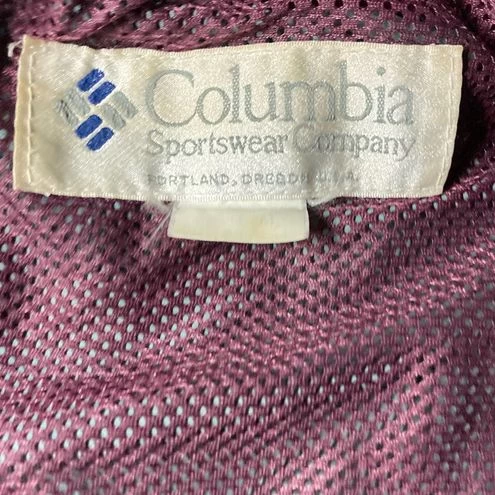 Columbia
Sportswear Company
PORTLAND, OREGON U.S.A.